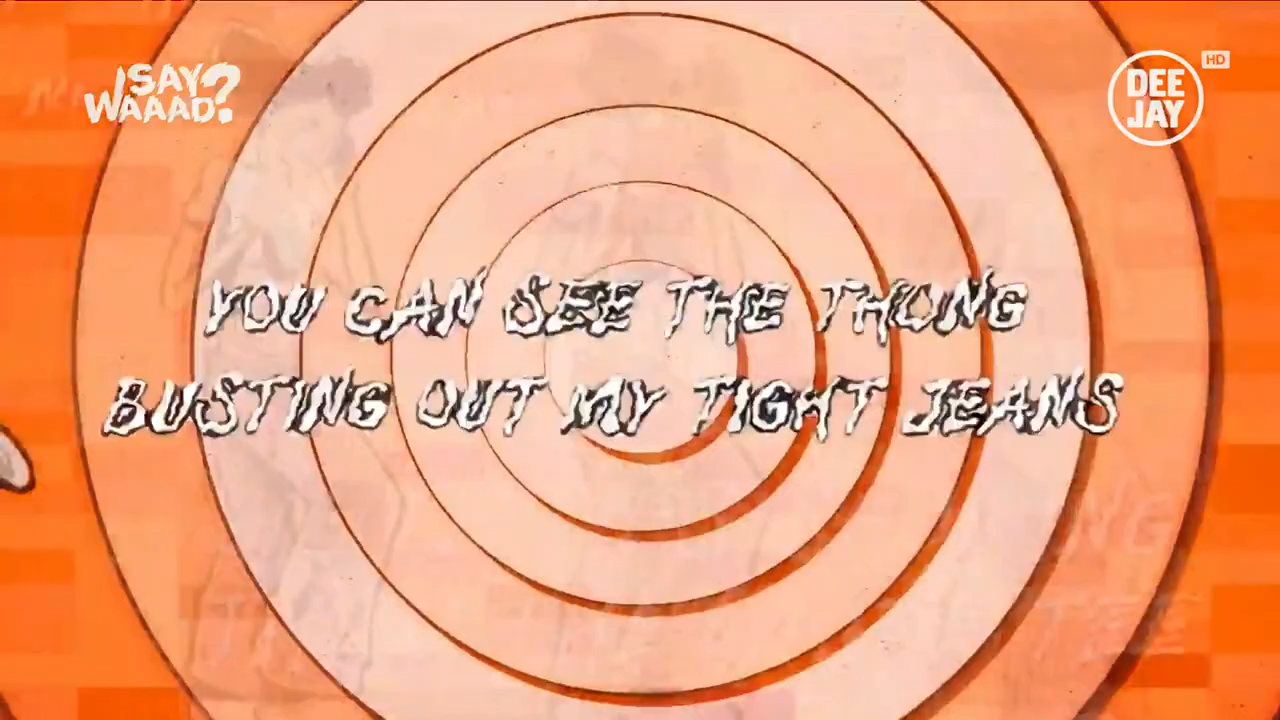 I SAY
WAAAD?
DEE
JAY
HD
YOU CAN SEE THE THONG
BUSTING OUT MY TIGHT JEANS